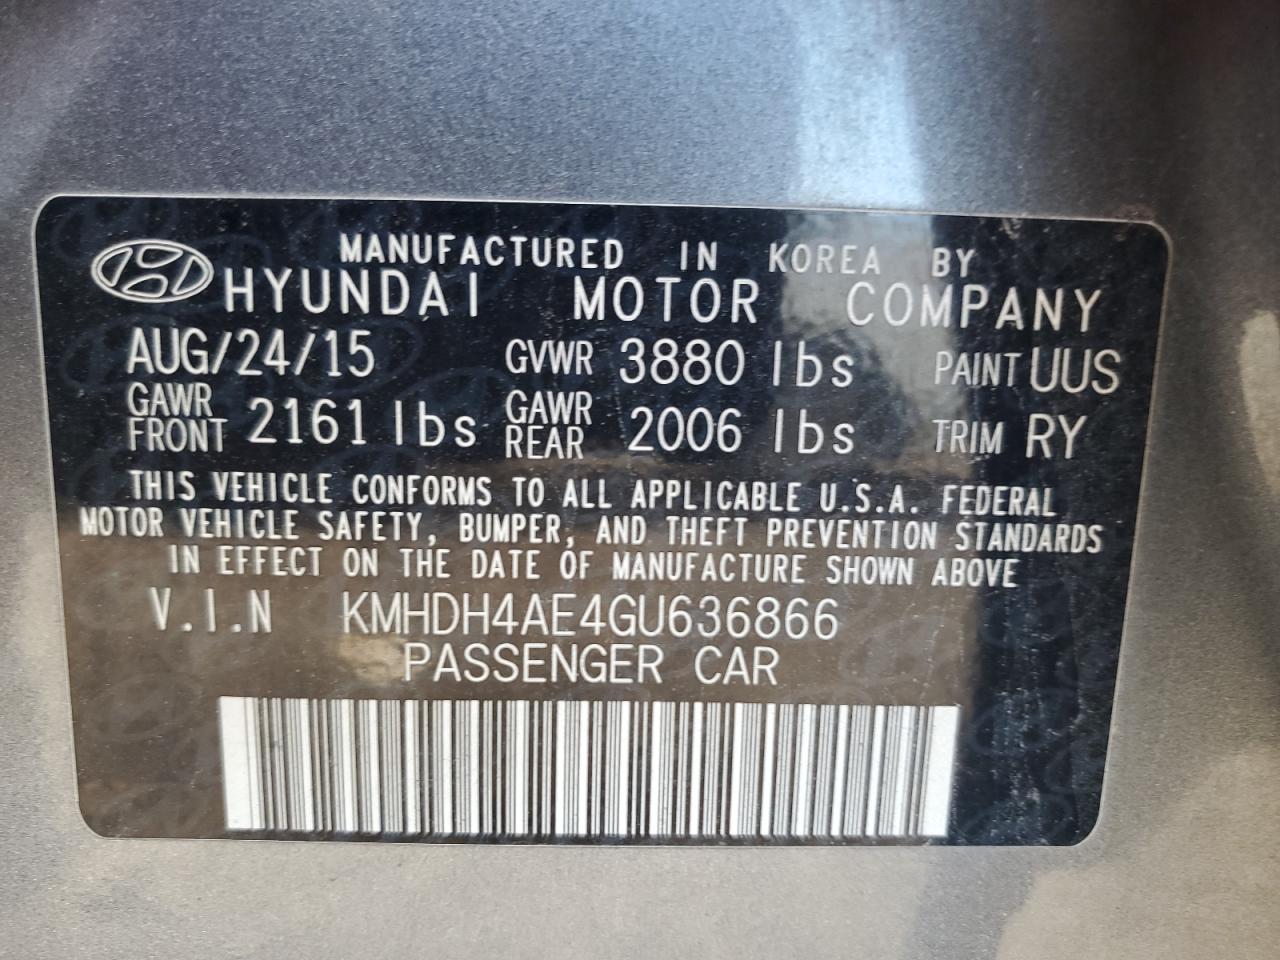 MANUFACTURED IN KOREA BY
HYUNDAI MOTOR COMPANY
AUG/24/15 GVWR 3880 lbs PAINT UUS
GAWR FRONT 2161 lbs GAWR REAR 2006 lbs TRIM RY
THIS VEHICLE CONFORMS TO ALL APPLICABLE U.S.A. FEDERAL
MOTOR VEHICLE SAFETY, BUMPER, AND THEFT PREVENTION STANDARDS
IN EFFECT ON THE DATE OF MANUFACTURE SHOWN ABOVE
V.I.N KMHDH4AE4GU636866
PASSENGER CAR